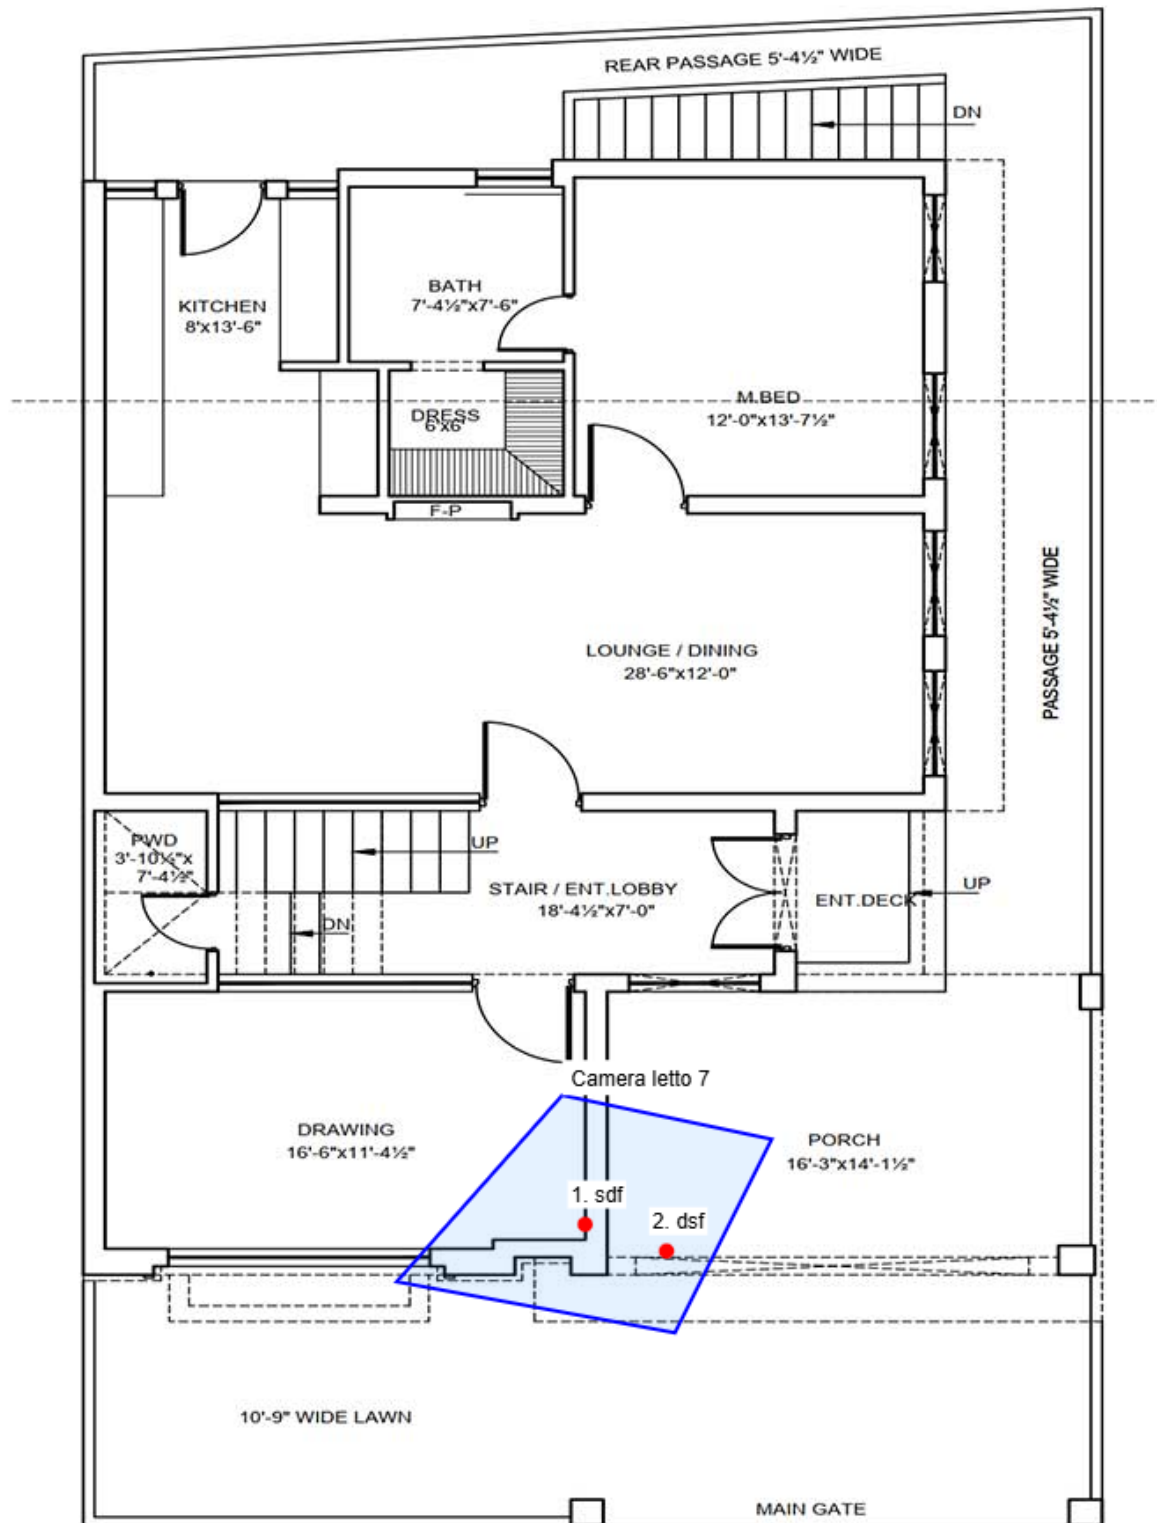 REAR PASSAGE 5'-4½" WIDE
DN
BATH
7'-4½"x7'-6"
KITCHEN
8'x13'-6"
M.BED
12'-0"x13'-7½"
DRESS
6'x6'
F-P
LOUNGE / DINING
28'-6"x12'-0"
PASSAGE 5'-4½" WIDE
PWD
3'-10½"x
7'-4½"
UP
STAIR / ENT.LOBBY
18'-4½"x7'-0"
DN
ENT.DECK
UP
Camera letto 7
DRAWING
16'-6"x11'-4½"
PORCH
16'-3"x14'-1½"
1. sdf
2. dsf
10'-9" WIDE LAWN
MAIN GATE